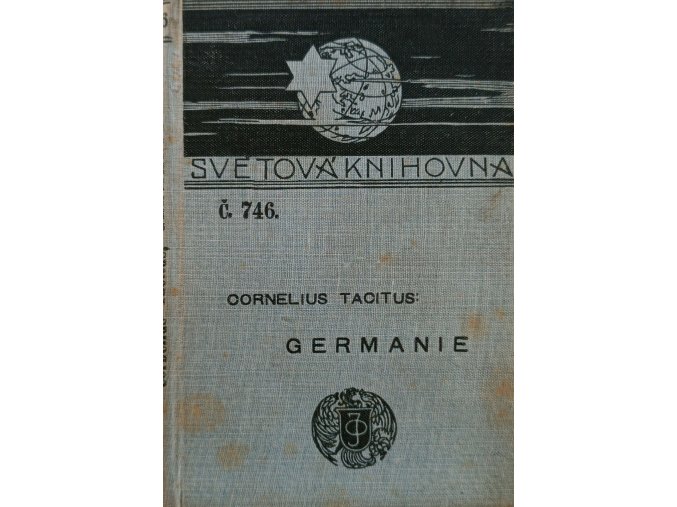 SVĚTOVÁ KNIHOVNA
Č. 746.
CORNELIUS TACITUS:
GERMANIE